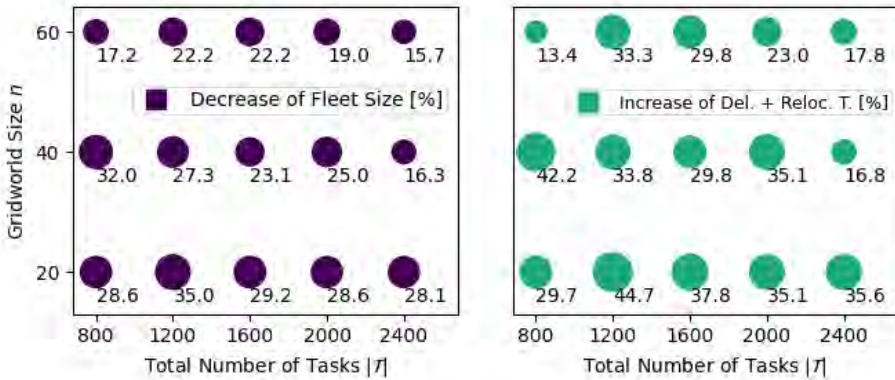 60
17.2 22.2 22.2 19.0 15.7
Decrease of Fleet Size [%]
40
32.0 27.3 23.1 25.0 16.3
20
28.6 35.0 29.2 28.6 28.1
800 1200 1600 2000 2400
Total Number of Tasks |𝒯|
Gridworld Size n
13.4 33.3 29.8 23.0 17.8
Increase of Del. + Reloc. T. [%]
42.2 33.8 29.8 35.1 16.8
29.7 44.7 37.8 35.1 35.6
800 1200 1600 2000 2400
Total Number of Tasks |𝒯|